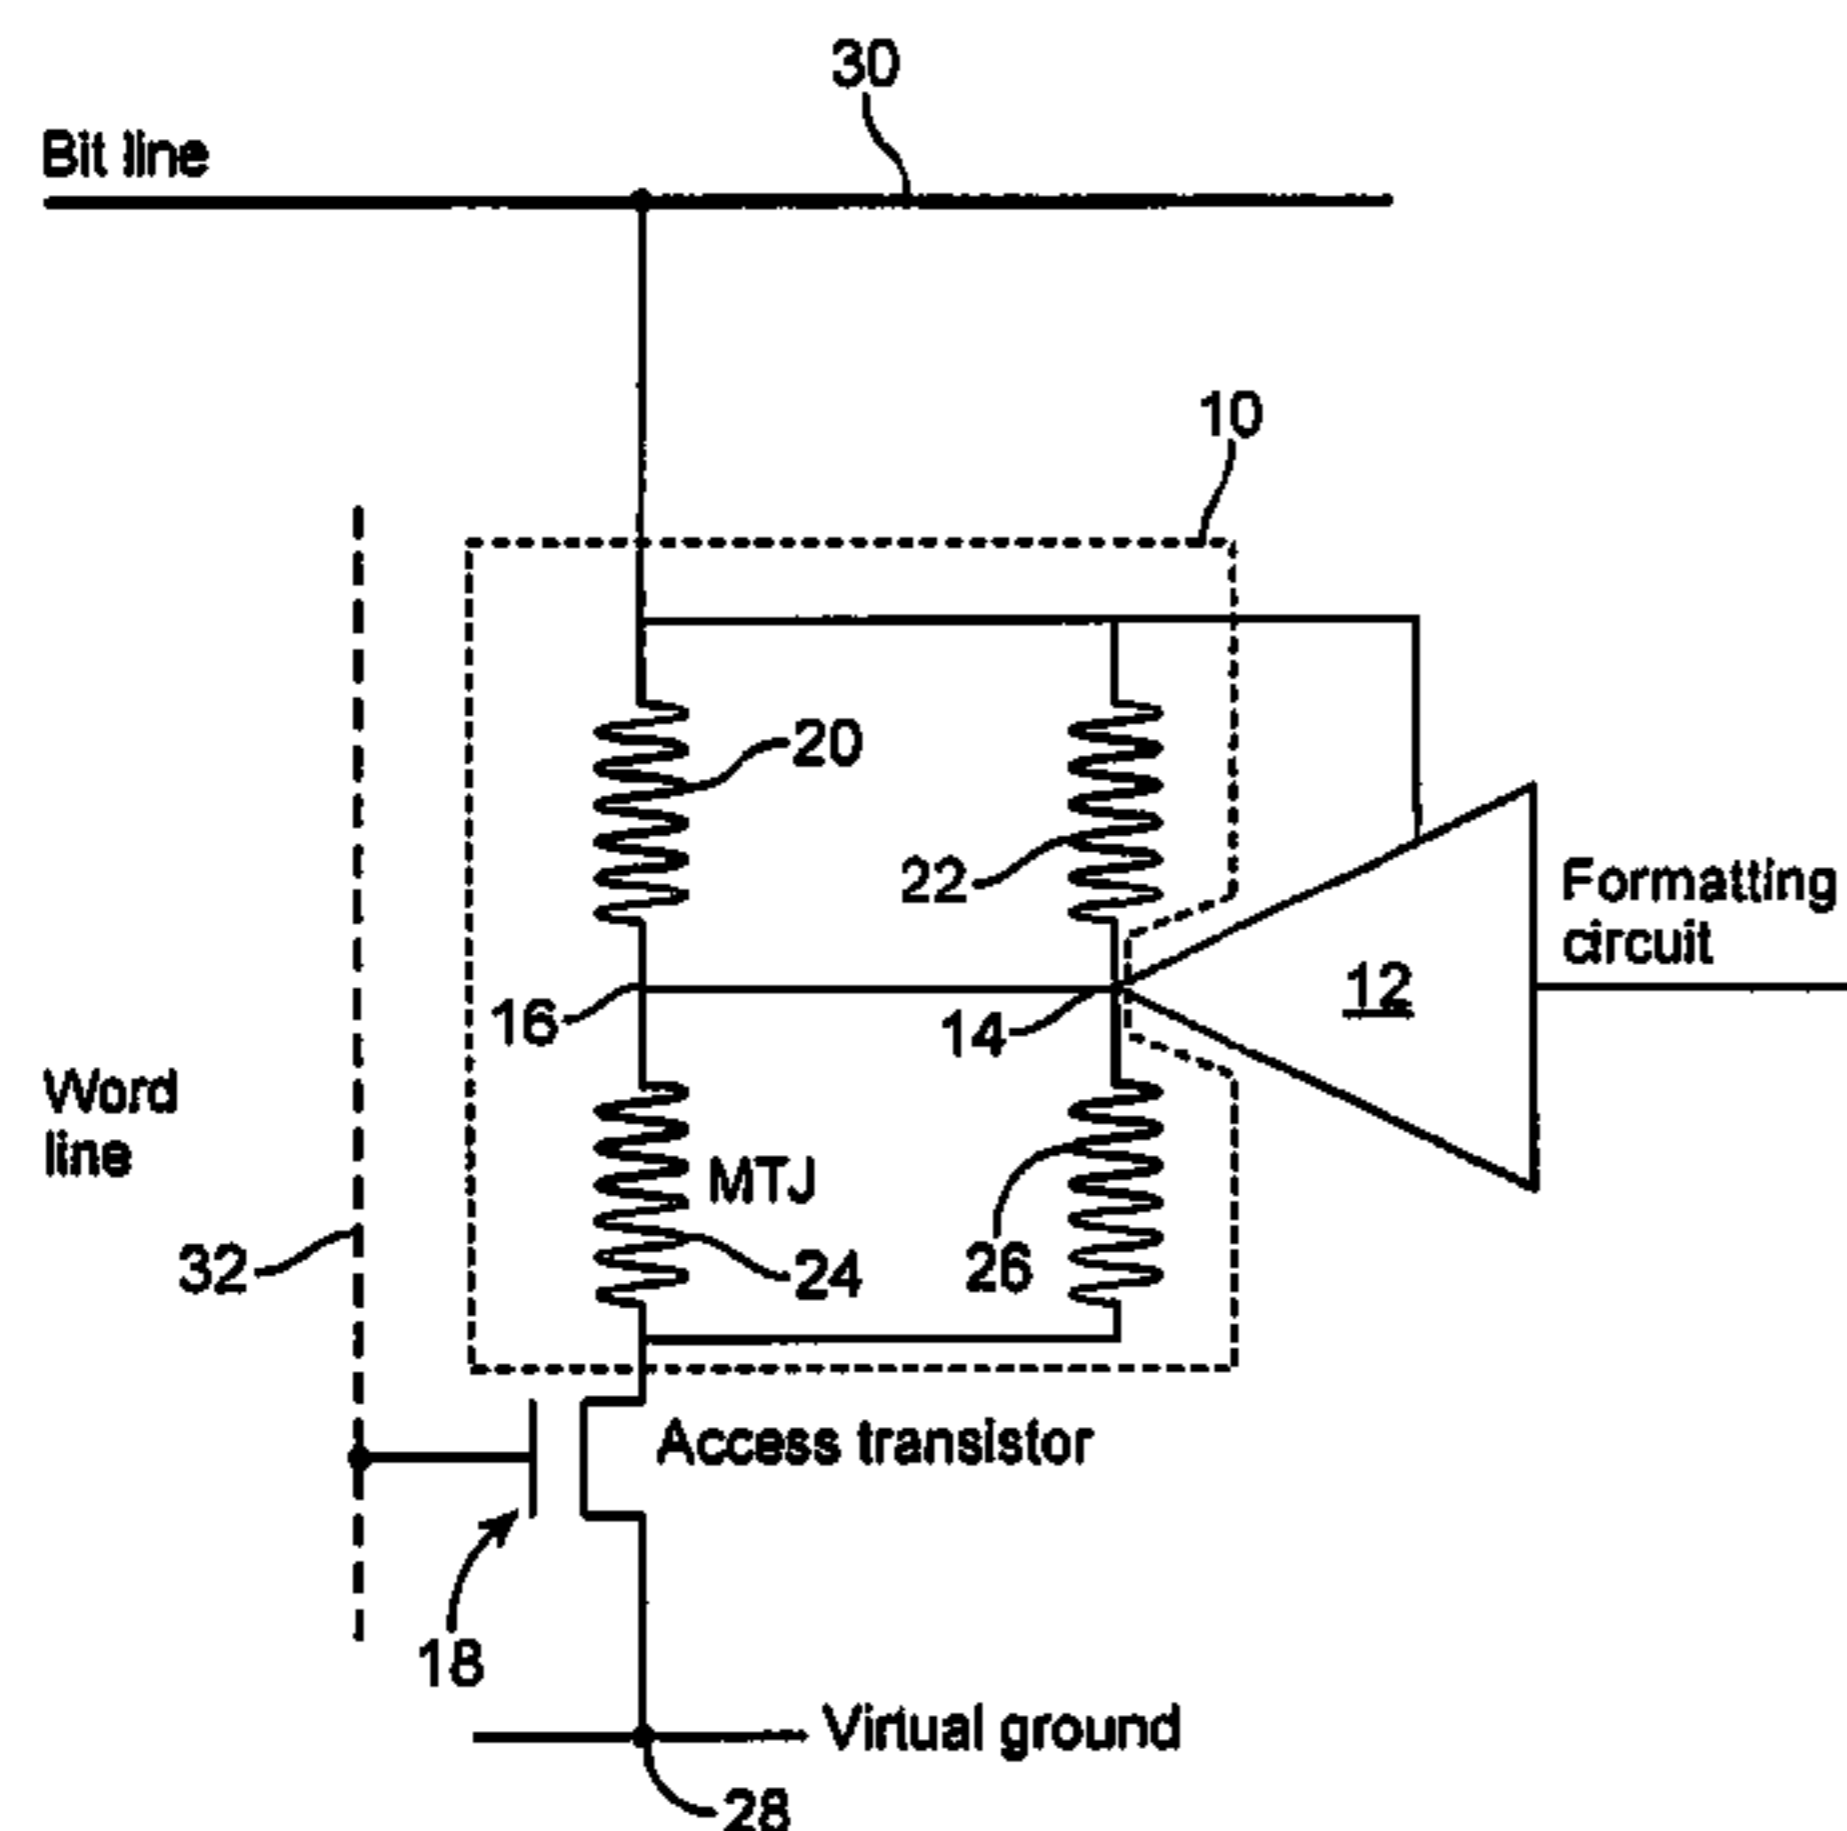 30
Bit line
10
20
22
Formatting
circuit
12
16
14
Word
line
MTJ
32
24
26
Access transistor
18
Virtual ground
28